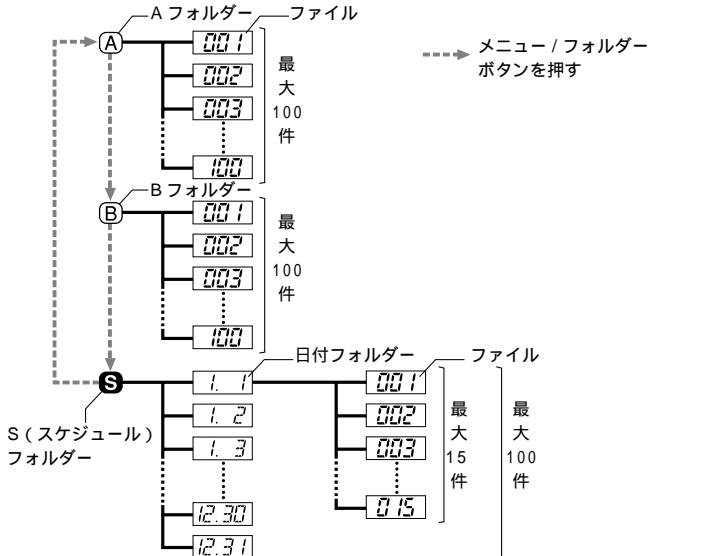 A フォルダー
ファイル
A
001
002
003
100
最
大
100
件
メニュー / フォルダー
ボタンを押す
B フォルダー
B
001
002
003
100
最
大
100
件
日付フォルダー
ファイル
S
1. 1
1. 2
1. 3
12.30
12.31
001
002
003
015
最
大
15
件
最
大
100
件
S ( スケジュール )
フォルダー